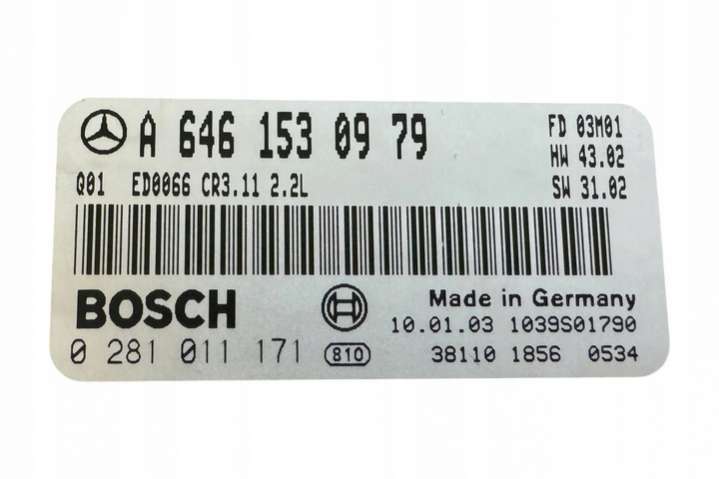 A 646 153 09 79
FD 03M01
HW 43.02
Q01 ED0066 CR3.11 2.2L
SW 31.02
BOSCH
Made in Germany
10.01.03 1039S01790
0 281 011 171 810
38110 1856 0534